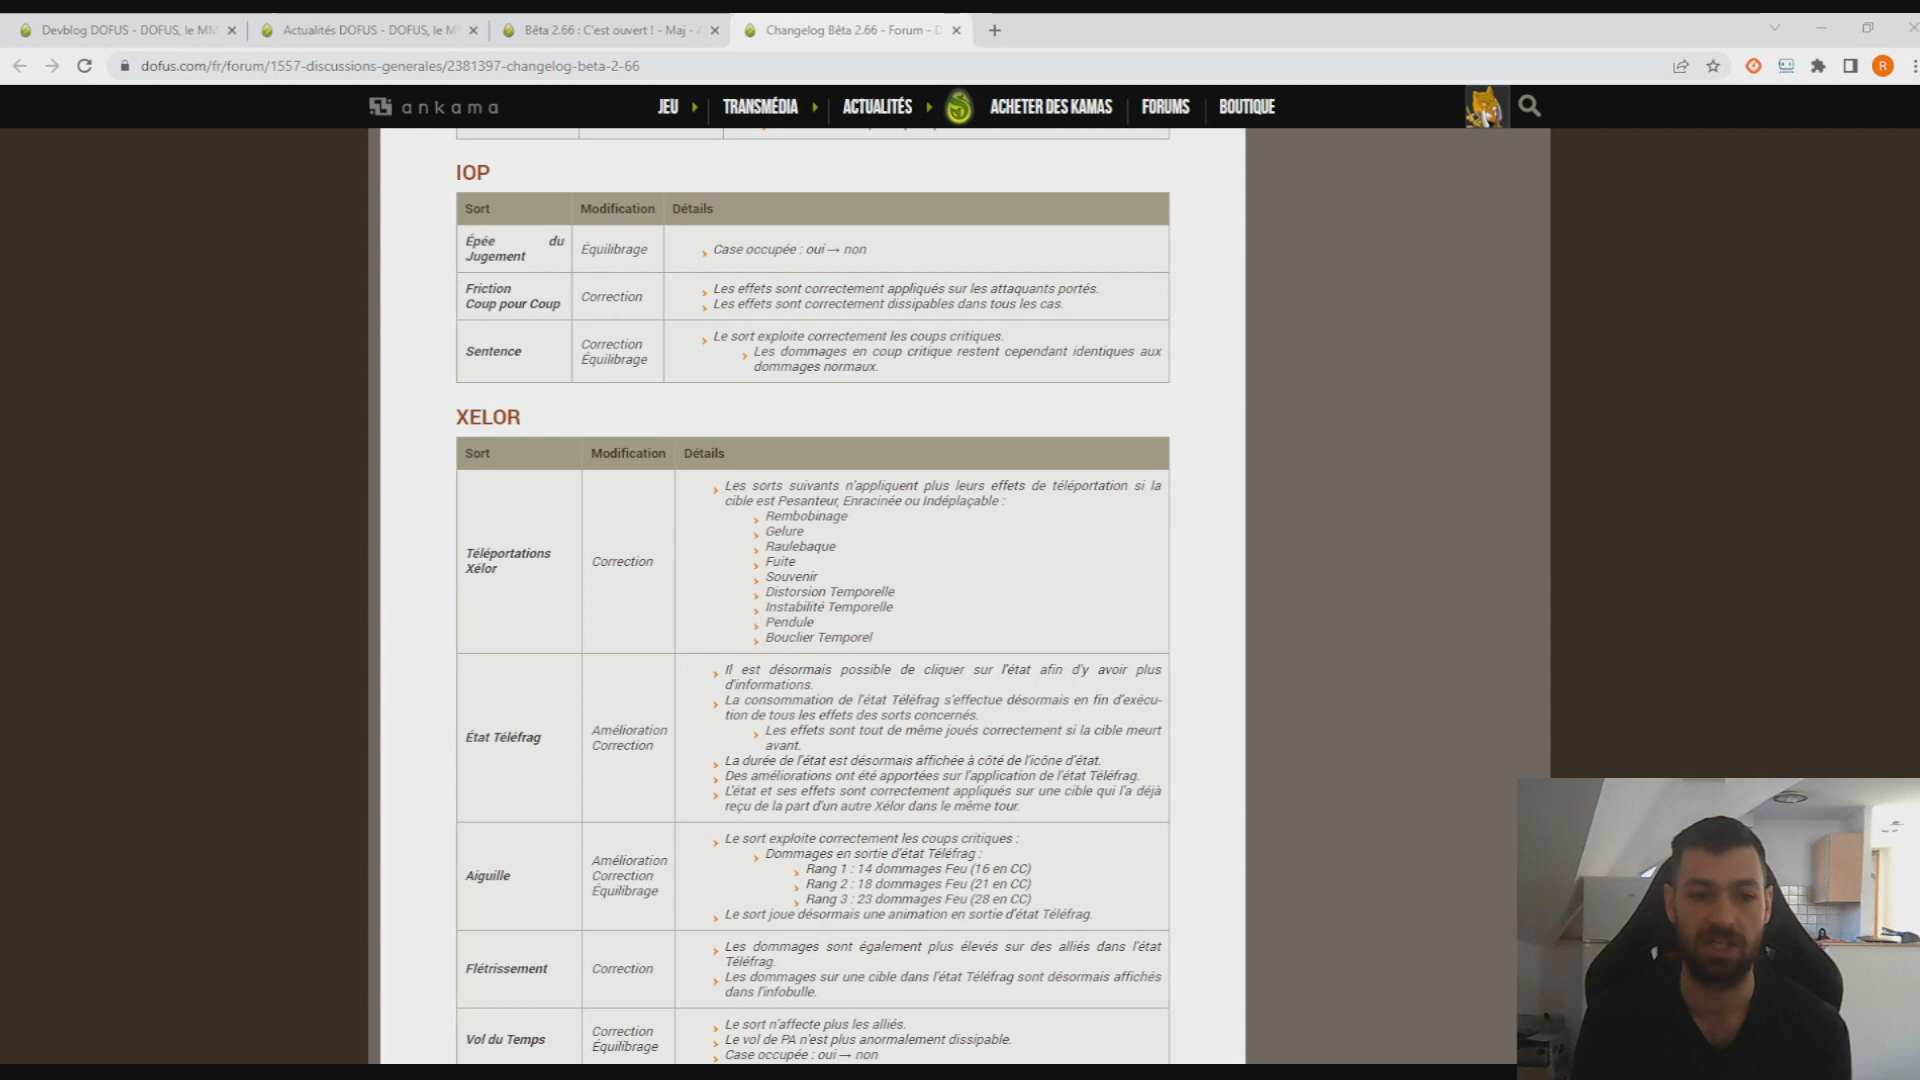 Devblog DOFUS - DOFUS, le MM
Actualités DOFUS - DOFUS, le M
Bêta 2.66 : C'est ouvert ! - Maj -
Changelog Bêta 2.66 - Forum - D
dofus.com/fr/forum/1557-discussions-generales/2381397-changelog-beta-2-66
R
ankama
JEU
TRANSMÉDIA
ACTUALITÉS
ACHETER DES KAMAS
FORUMS
BOUTIQUE
IOP
Sort Modification Détails
Épée du
Jugement
Équilibrage
Case occupée : oui → non
Friction
Coup pour Coup
Correction
Les effets sont correctement appliqués sur les attaquants portés.
Les effets sont correctement dissipables dans tous les cas.
Sentence
Correction
Équilibrage
Le sort exploite correctement les coups critiques.
Les dommages en coup critique restent cependant identiques aux
dommages normaux.
XELOR
Sort Modification Détails
Téléportations
Xélor
Correction
Les sorts suivants n'appliquent plus leurs effets de téléportation si la
cible est Pesanteur, Enracinée ou Indéplaçable :
Rembobinage
Gelure
Raulebaque
Fuite
Souvenir
Distorsion Temporelle
Instabilité Temporelle
Pendule
Bouclier Temporel
État Téléfrag
Amélioration
Correction
Il est désormais possible de cliquer sur l'état afin d'y avoir plus
d'informations.
La consommation de l'état Téléfrag s'effectue désormais en fin d'exécu-
tion de tous les effets des sorts concernés.
Les effets sont tout de même joués correctement si la cible meurt
avant.
La durée de l'état est désormais affichée à côté de l'icône d'état.
Des améliorations ont été apportées sur l'application de l'état Téléfrag.
L'état et ses effets sont correctement appliqués sur une cible qui l'a déjà
reçu de la part d'un autre Xélor dans le même tour.
Aiguille
Amélioration
Correction
Équilibrage
Le sort exploite correctement les coups critiques :
Dommages en sortie d'état Téléfrag :
Rang 1 : 14 dommages Feu (16 en CC)
Rang 2 : 18 dommages Feu (21 en CC)
Rang 3 : 23 dommages Feu (28 en CC)
Le sort joue désormais une animation en sortie d'état Téléfrag.
Flétrissement
Correction
Les dommages sont également plus élevés sur des alliés dans l'état
Téléfrag.
Les dommages sur une cible dans l'état Téléfrag sont désormais affichés
dans l'infobulle.
Vol du Temps
Correction
Équilibrage
Le sort n'affecte plus les alliés.
Le vol de PA n'est plus anormalement dissipable.
Case occupée : oui → non